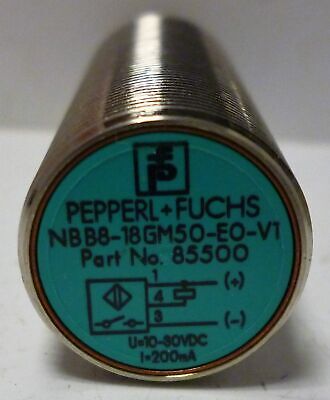 PEPPERL+FUCHS
NBB8-18GM50-E0-V1
Part No. 85500
1 (+)
4
3 (-)
U=10-30VDC
I=200mA